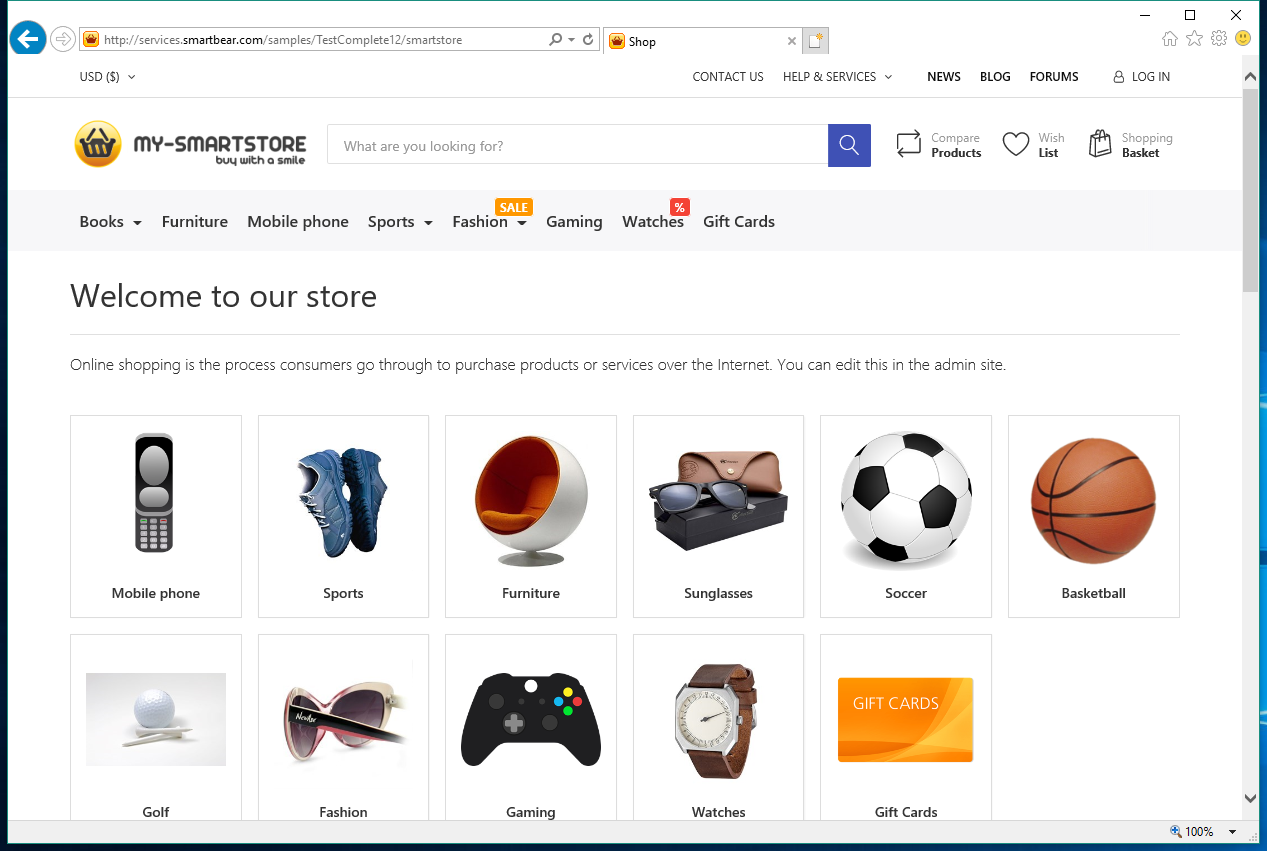 http://services.smartbear.com/samples/TestComplete12/smartstore
Shop
USD ($)
CONTACT US
HELP & SERVICES
NEWS
BLOG
FORUMS
LOG IN
MY-SMARTSTORE
buy with a smile
What are you looking for?
Compare
Products
Wish
List
Shopping
Basket
SALE
%
Books
Furniture
Mobile phone
Sports
Fashion
Gaming
Watches
Gift Cards
Welcome to our store
Online shopping is the process consumers go through to purchase products or services over the Internet. You can edit this in the admin site.
Mobile phone
Sports
Furniture
Sunglasses
Soccer
Basketball
GIFT CARDS
Golf
Fashion
Gaming
Watches
Gift Cards
100%